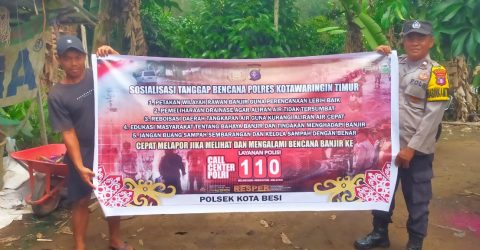 SOSIALISASI TANGGAP BENCANA POLRES KOTAWARINGIN TIMUR
1. PETAKAN WILAYAH RAWAN BANJIR GUNA PERENCANAAN LEBIH BAIK
2. PEMELIHARAAN DRAINASE AGAR ALIRAN AIR TIDAK TERSUMBAT
3. REBOISASI DAERAH TANGKAPAN AIR GUNA KURANGI ALIRAN AIR CEPAT
4. EDUKASI MASYARAKAT TENTANG BAHAYA BANJIR DAN TINDAKAN MENGHADAPI BANJIR
5. JANGAN BUANG SAMPAH SEMBARANGAN DAN KELOLA SAMPAH DENGAN BENAR
CEPAT MELAPOR JIKA MELIHAT DAN MENGALAMI BENCANA BANJIR KE
LAYANAN POLISI
CALL
CENTER
POLRI
110
RESPEK
POLSEK KOTA BESI